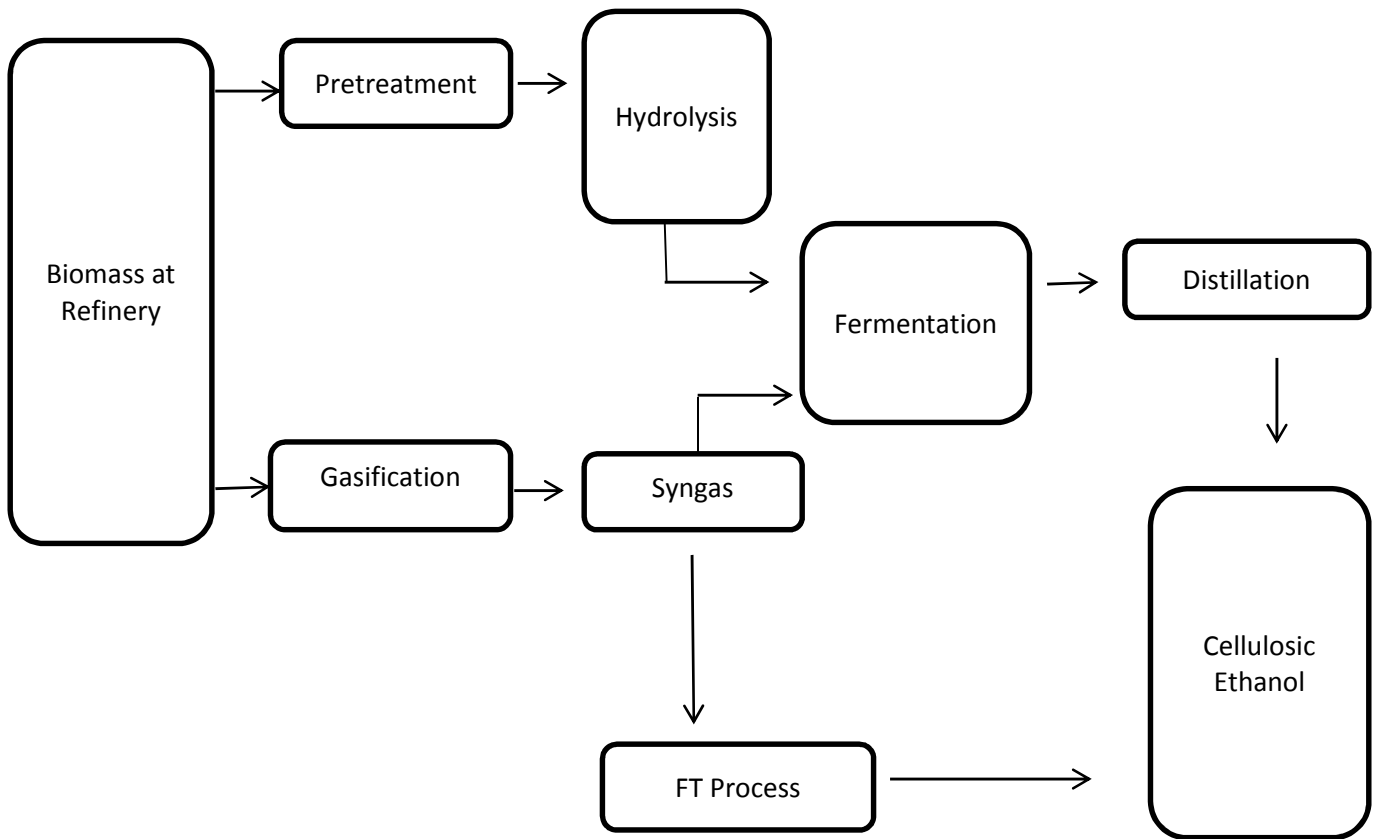 Pretreatment
Hydrolysis
Biomass at
Refinery
Fermentation
Distillation
Gasification
Syngas
Cellulosic
Ethanol
FT Process